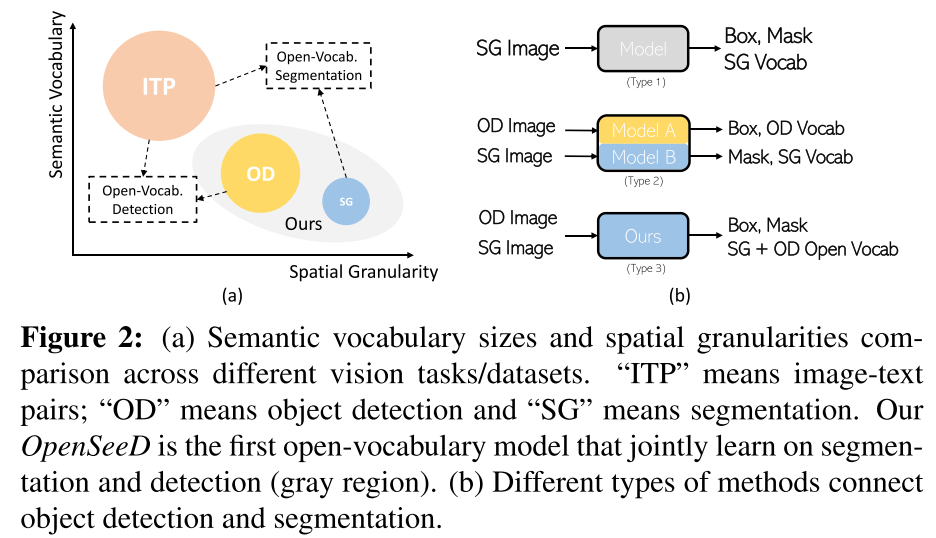 Semantic Vocabulary
ITP
Open-Vocab.
Segmentation
OD
SG
Open-Vocab.
Detection
Ours
Spatial Granularity
(a)
SG Image
Model
Box, Mask
SG Vocab
(Type 1)
OD Image
Model A
Box, OD Vocab
SG Image
Model B
Mask, SG Vocab
(Type 2)
OD Image
SG Image
Ours
Box, Mask
SG + OD Open Vocab
(Type 3)
(b)
Figure 2: (a) Semantic vocabulary sizes and spatial granularities com-
parison across different vision tasks/datasets. “ITP” means image-text
pairs; “OD” means object detection and “SG” means segmentation. Our
OpenSeeD is the first open-vocabulary model that jointly learn on segmen-
tation and detection (gray region). (b) Different types of methods connect
object detection and segmentation.